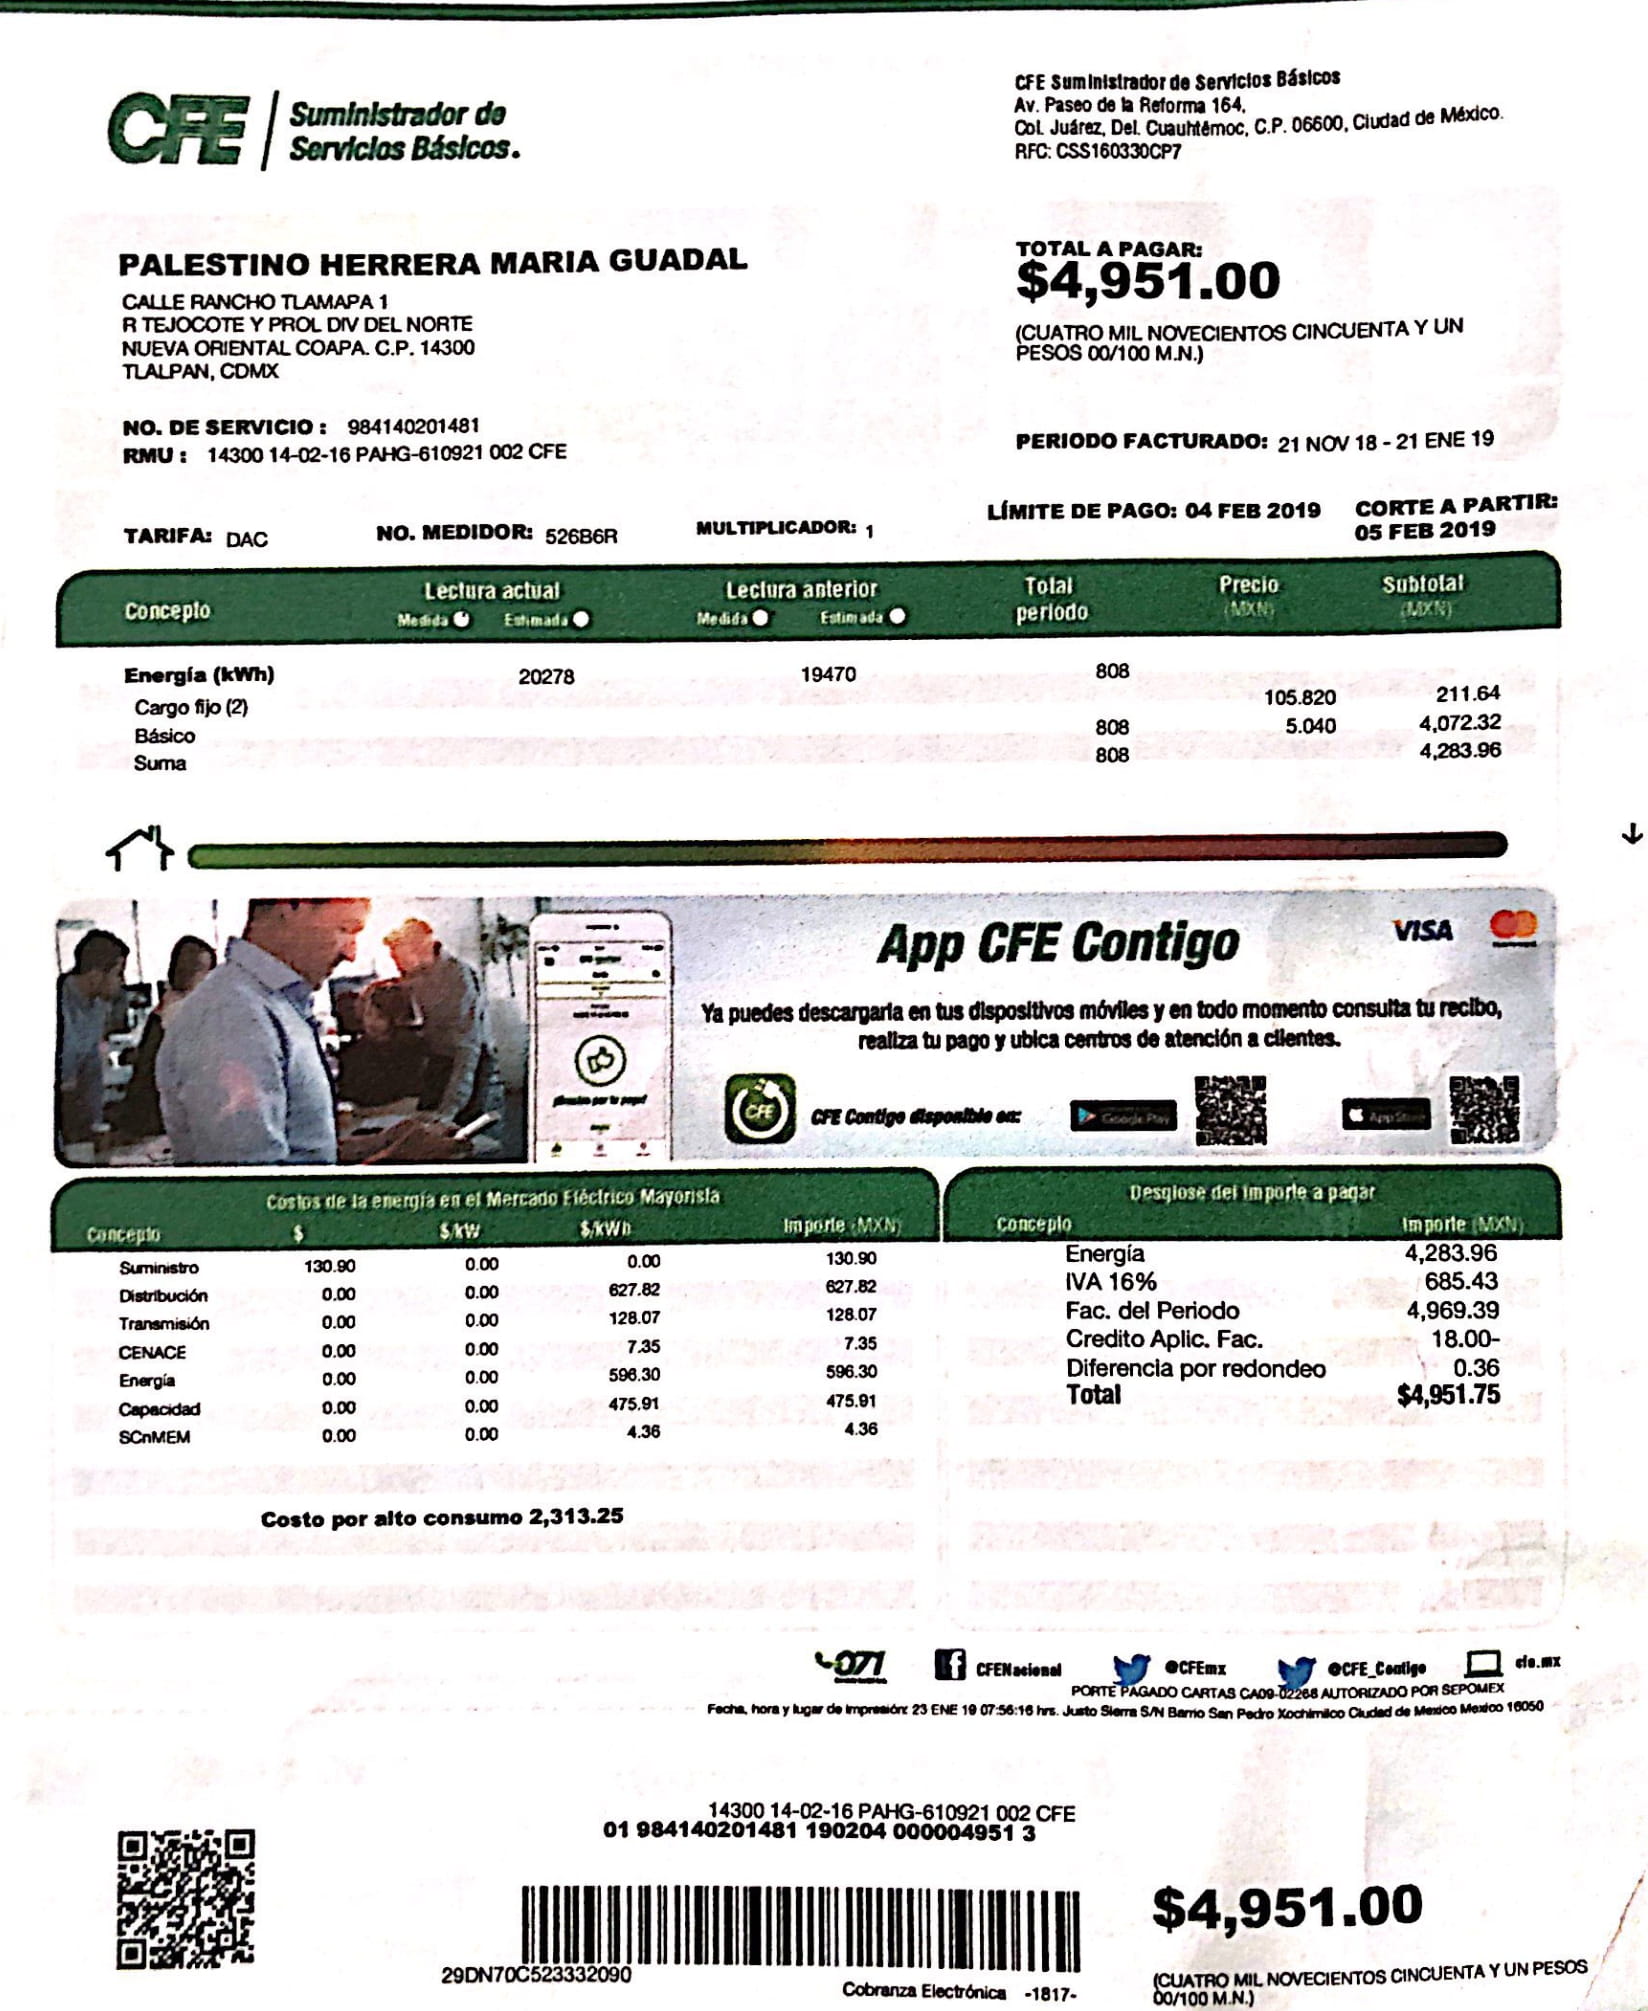 CFE Suministrador de
Servicios Básicos.
CFE Suministrador de Servicios Básicos
Av. Paseo de la Reforma 164,
Col. Juárez, Del. Cuauhtémoc, C.P. 06600, Ciudad de México.
RFC: CSS160330CP7
PALESTINO HERRERA MARIA GUADAL
CALLE RANCHO TLAMAPA 1
R TEJOCOTE Y PROL DIV DEL NORTE
NUEVA ORIENTAL COAPA. C.P. 14300
TLALPAN, CDMX
TOTAL A PAGAR:
$4,951.00
(CUATRO MIL NOVECIENTOS CINCUENTA Y UN
PESOS 00/100 M.N.)
NO. DE SERVICIO : 984140201481
RMU : 14300 14-02-16 PAHG-610921 002 CFE
PERIODO FACTURADO: 21 NOV 18 - 21 ENE 19
TARIFA: DAC NO. MEDIDOR: 526B6R MULTIPLICADOR: 1
LÍMITE DE PAGO: 04 FEB 2019 CORTE A PARTIR:
05 FEB 2019
Concepto Lectura actual Lectura anterior Total periodo Precio (MXN) Subtotal (MXN)
Medida Estimada Medida Estimada
Energía (kWh) 20278 19470 808
Cargo fijo (2) 105.820 211.64
Básico 808 5.040 4,072.32
Suma 808 4,283.96
App CFE Contigo VISA
Ya puedes descargarla en tus dispositivos móviles y en todo momento consulta tu recibo,
realiza tu pago y ubica centros de atención a clientes.
CFE CFE Contigo disponible en: Google Play App Store
Costos de la energía en el Mercado Eléctrico Mayorista
Concepto $ $/kW $/kWh Importe (MXN)
Suministro 130.90 0.00 0.00 130.90
Distribución 0.00 0.00 627.82 627.82
Transmisión 0.00 0.00 128.07 128.07
CENACE 0.00 0.00 7.35 7.35
Energía 0.00 0.00 596.30 596.30
Capacidad 0.00 0.00 475.91 475.91
SCnMEM 0.00 0.00 4.36 4.36
Costo por alto consumo 2,313.25
Desglose del importe a pagar
Concepto Importe (MXN)
Energía 4,283.96
IVA 16% 685.43
Fac. del Periodo 4,969.39
Credito Aplic. Fac. 18.00-
Diferencia por redondeo 0.36
Total $4,951.75
071 CFENacional @CFEmx @CFE_Contigo cfe.mx
PORTE PAGADO CARTAS CA09-02268 AUTORIZADO POR SEPOMEX
Fecha, hora y lugar de impresión: 23 ENE 19 07:56:16 hrs. Justo Sierra S/N Barrio San Pedro Xochimilco Ciudad de Mexico Mexico 16050
14300 14-02-16 PAHG-610921 002 CFE
01 984140201481 190204 000004951 3
29DN70C523332090
Cobranza Electrónica -1817-
$4,951.00
(CUATRO MIL NOVECIENTOS CINCUENTA Y UN PESOS
00/100 M.N.)